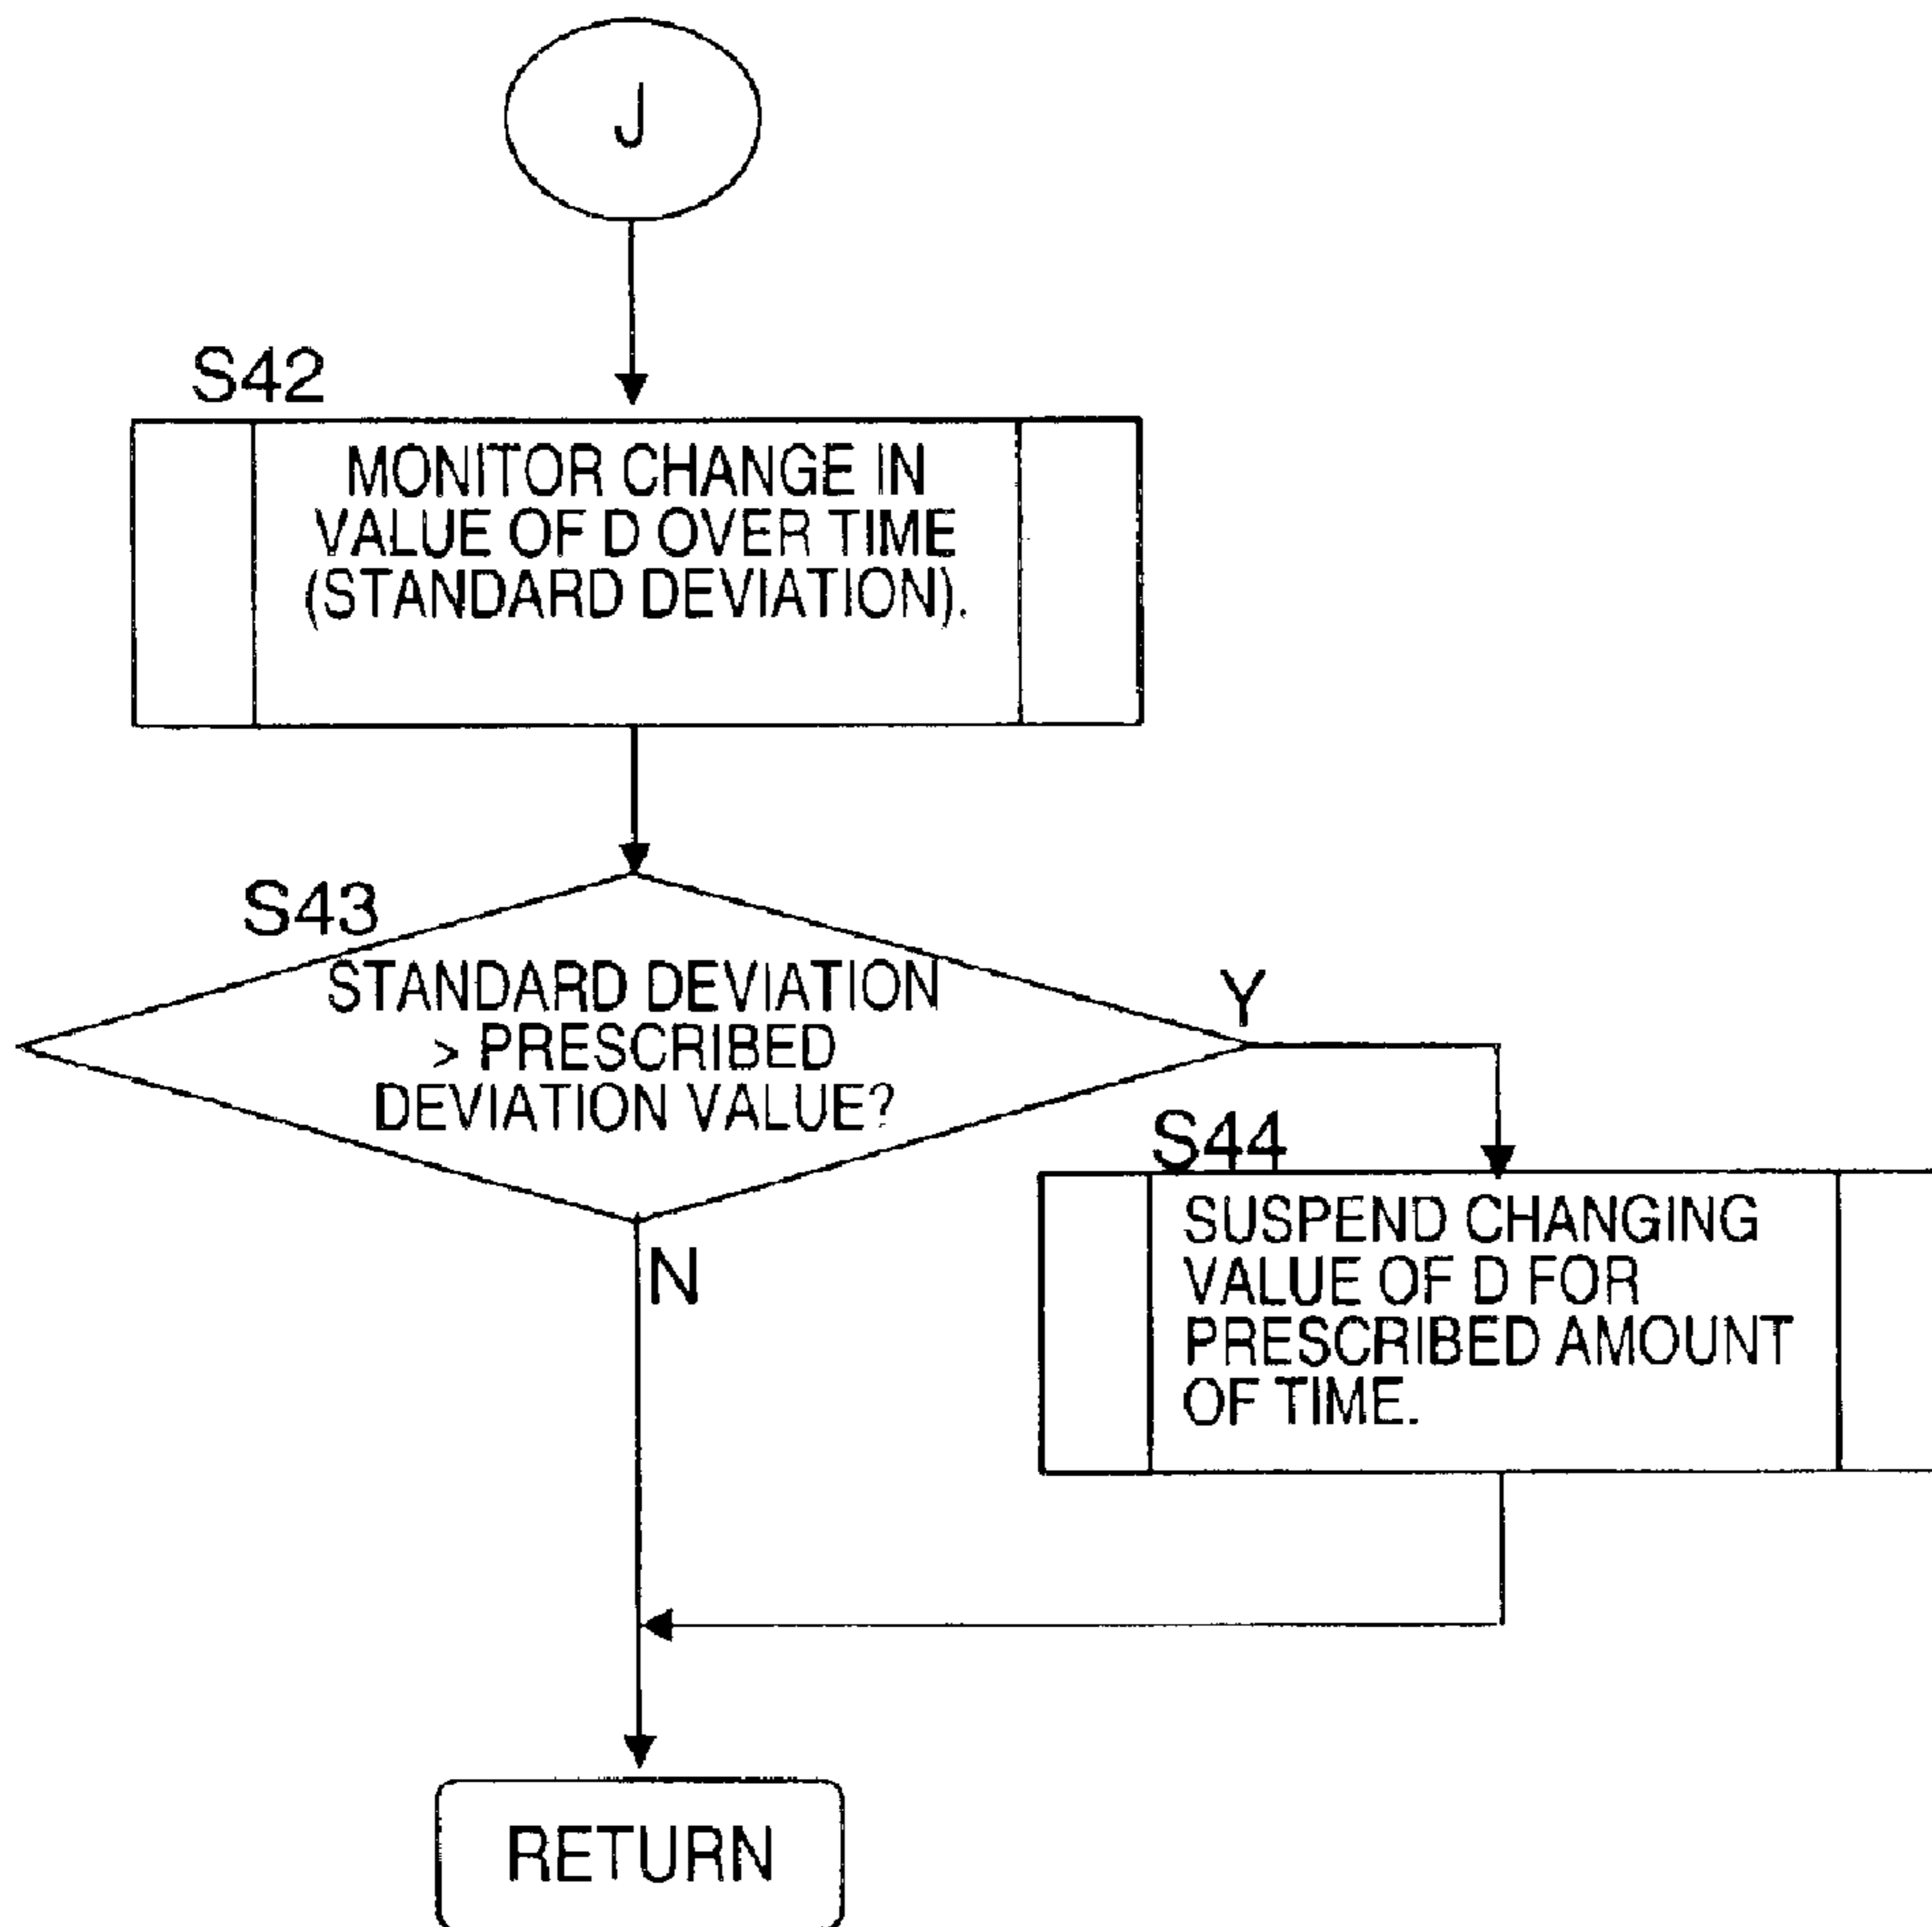 J
S42
MONITOR CHANGE IN
VALUE OF D OVER TIME
(STANDARD DEVIATION).
S43
STANDARD DEVIATION
> PRESCRIBED
DEVIATION VALUE?
Y
S44
SUSPEND CHANGING
VALUE OF D FOR
PRESCRIBED AMOUNT
OF TIME.
N
RETURN